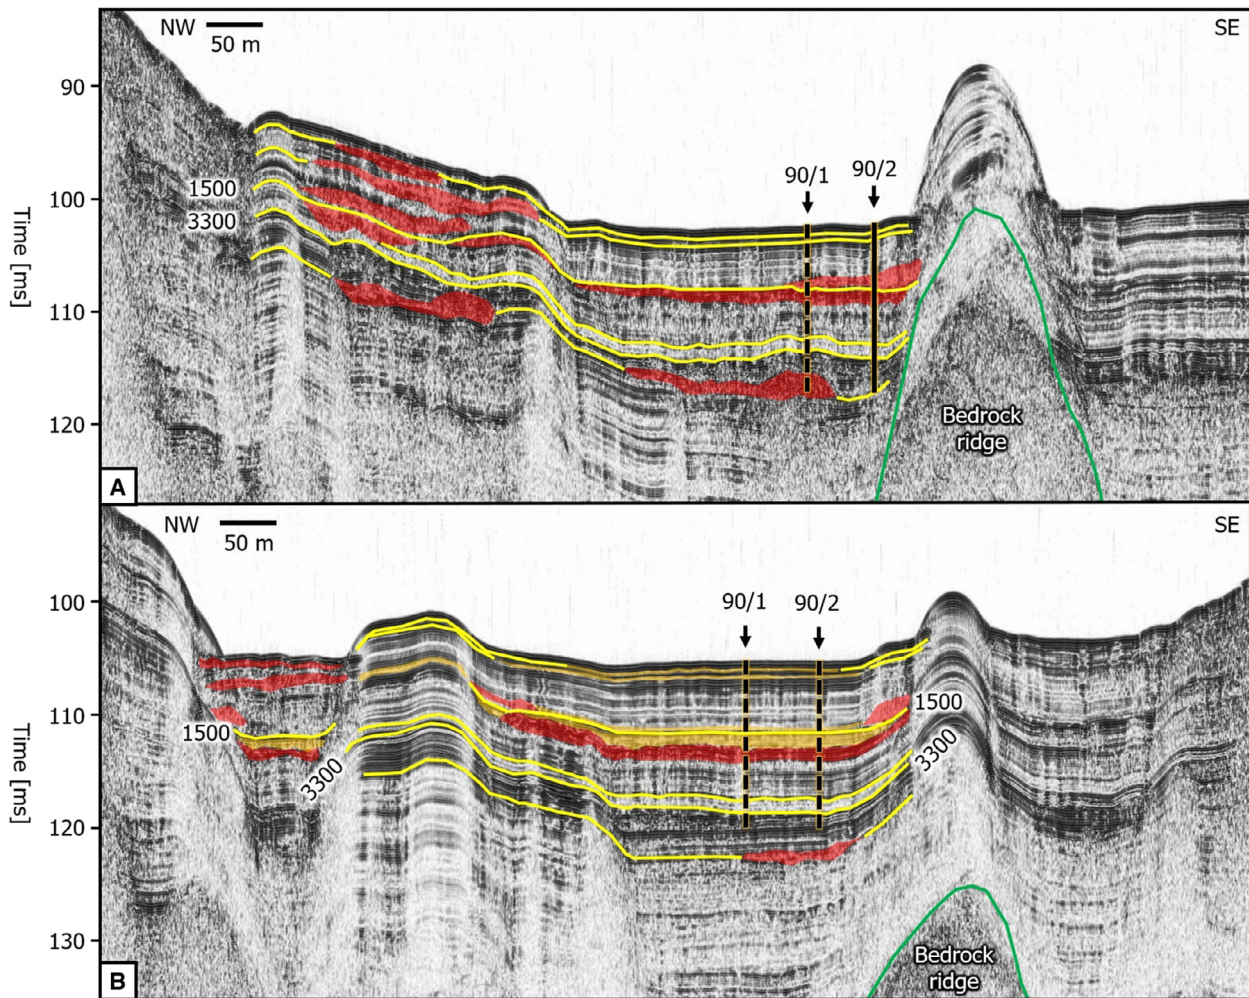 NW
50 m
SE
90
100
110
120
Time [ms]
1500
3300
90/1
90/2
Bedrock
ridge
A
NW
50 m
SE
100
110
120
130
Time [ms]
90/1
90/2
1500
3300
1500
3300
Bedrock
ridge
B